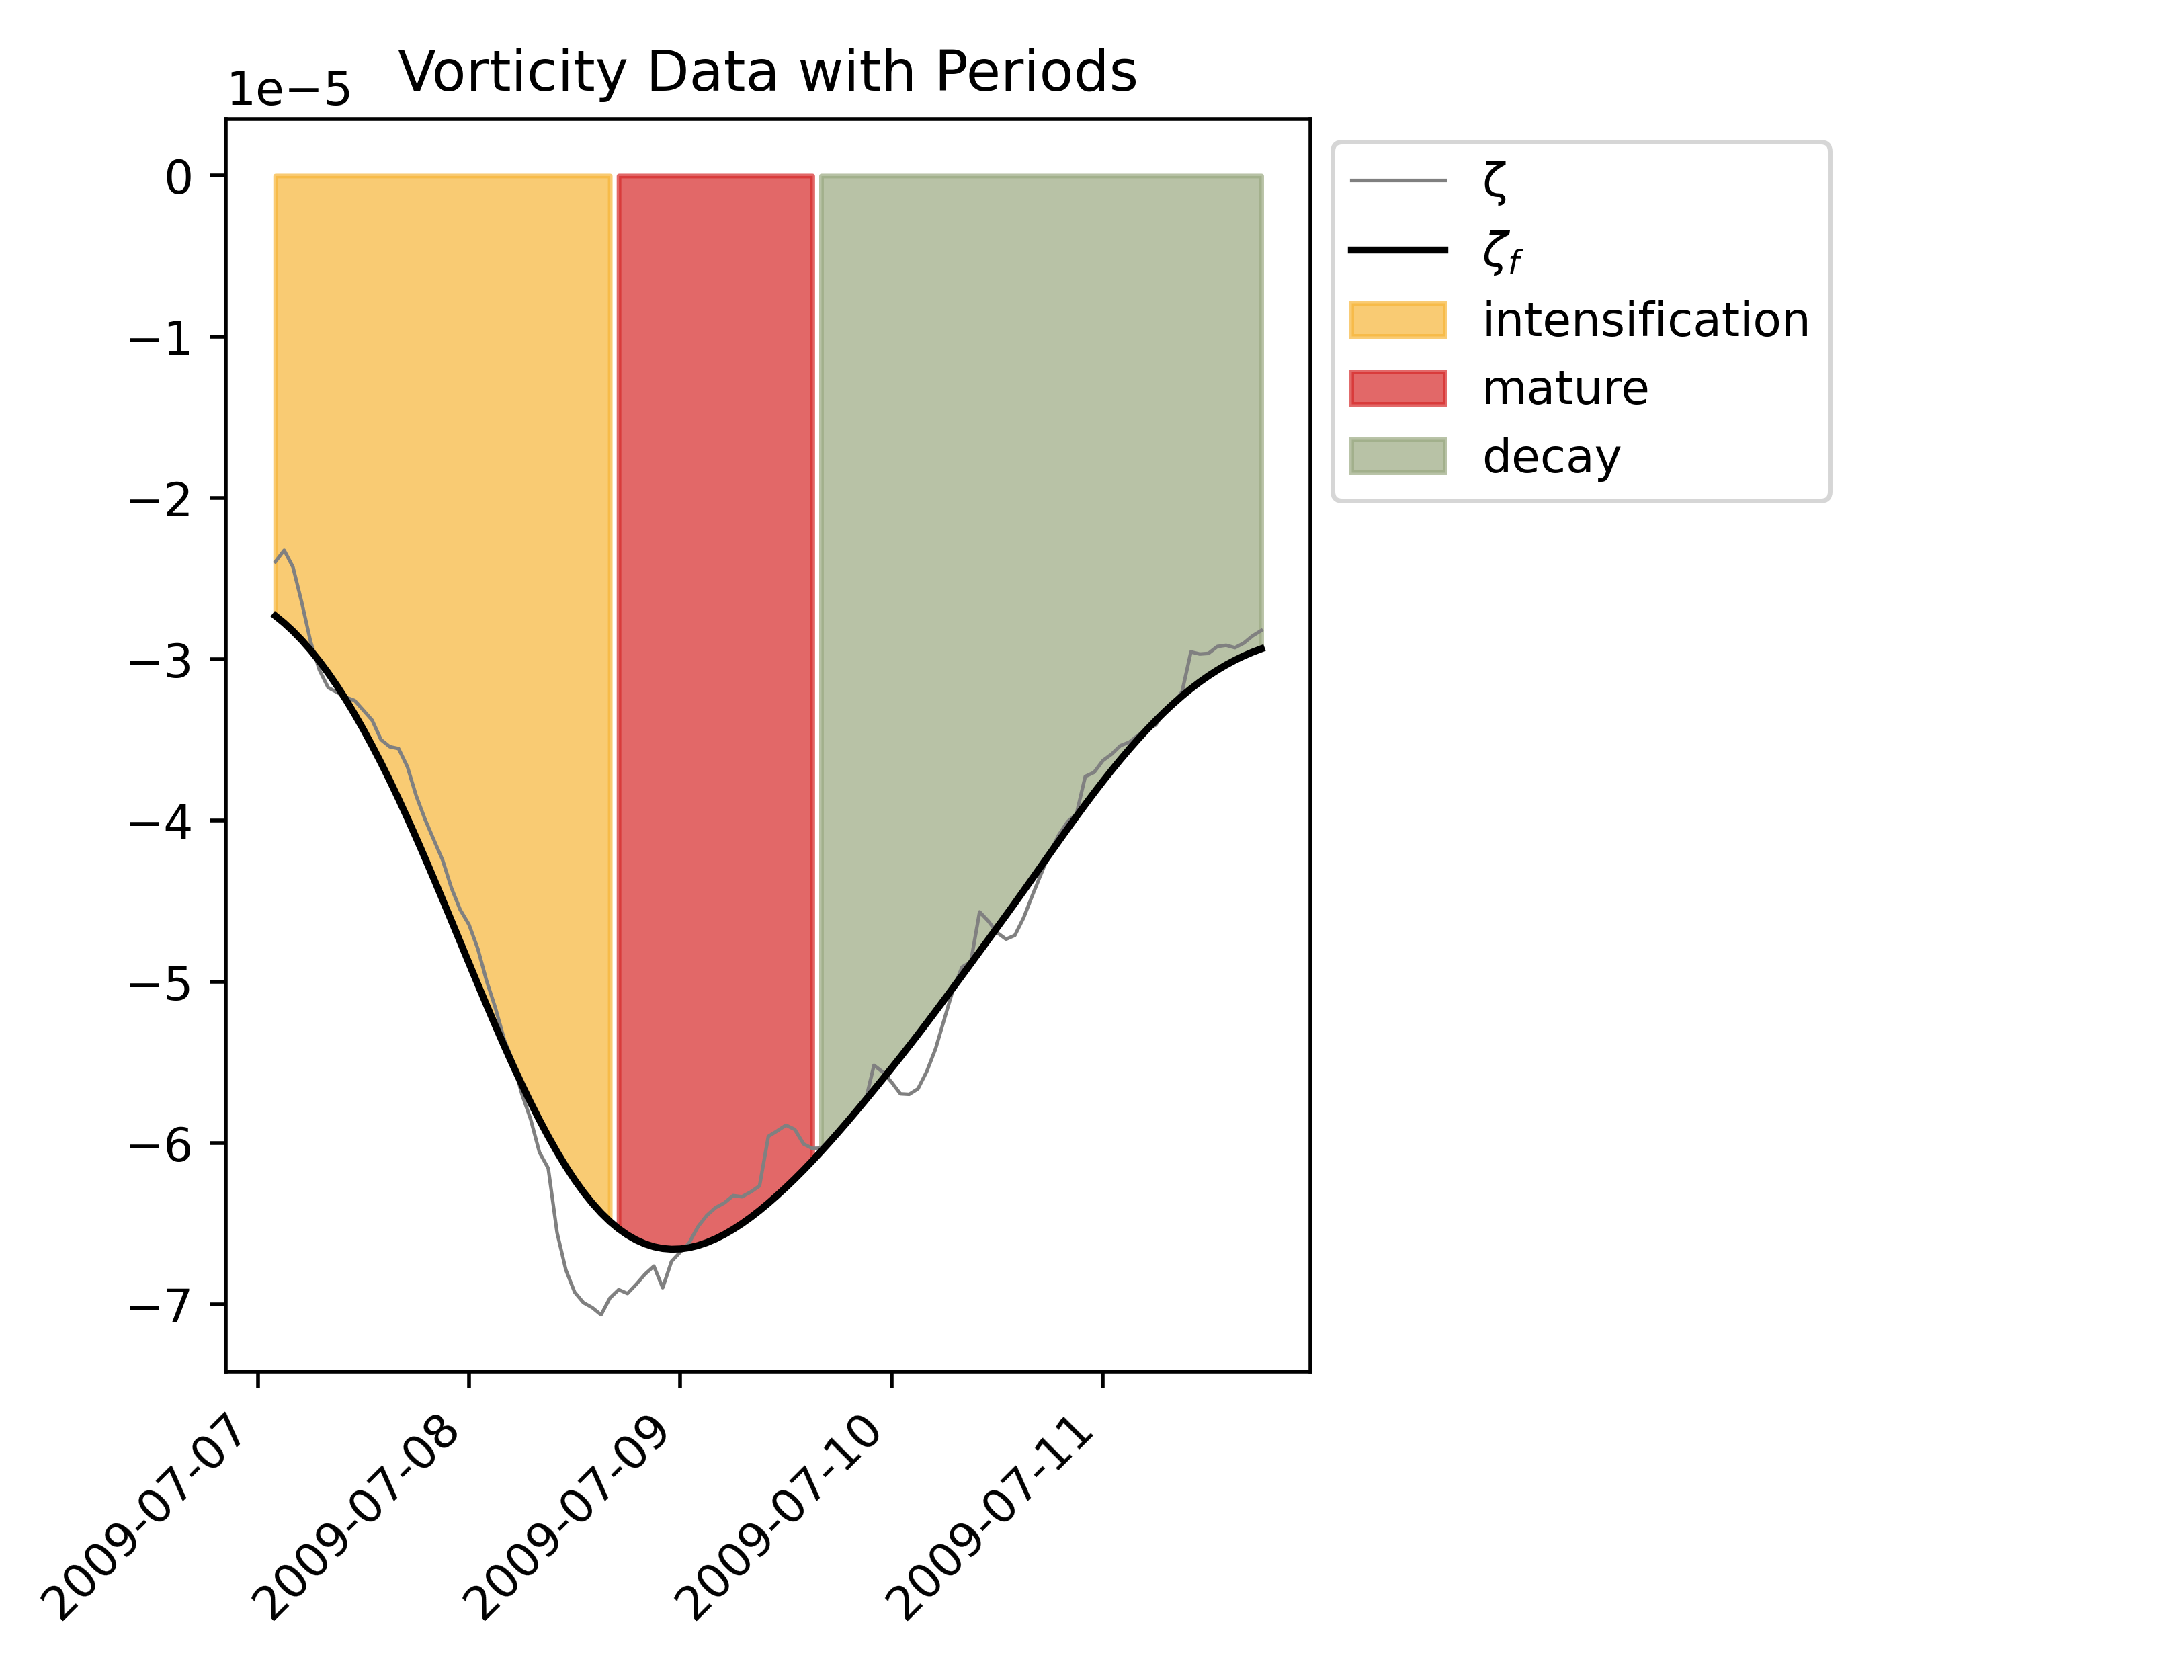 Vorticity Data with Periods
1e−5
0
−1
−2
−3
−4
−5
−6
−7
2009-07-07
2009-07-08
2009-07-09
2009-07-10
2009-07-11
ζ
ζf
intensification
mature
decay